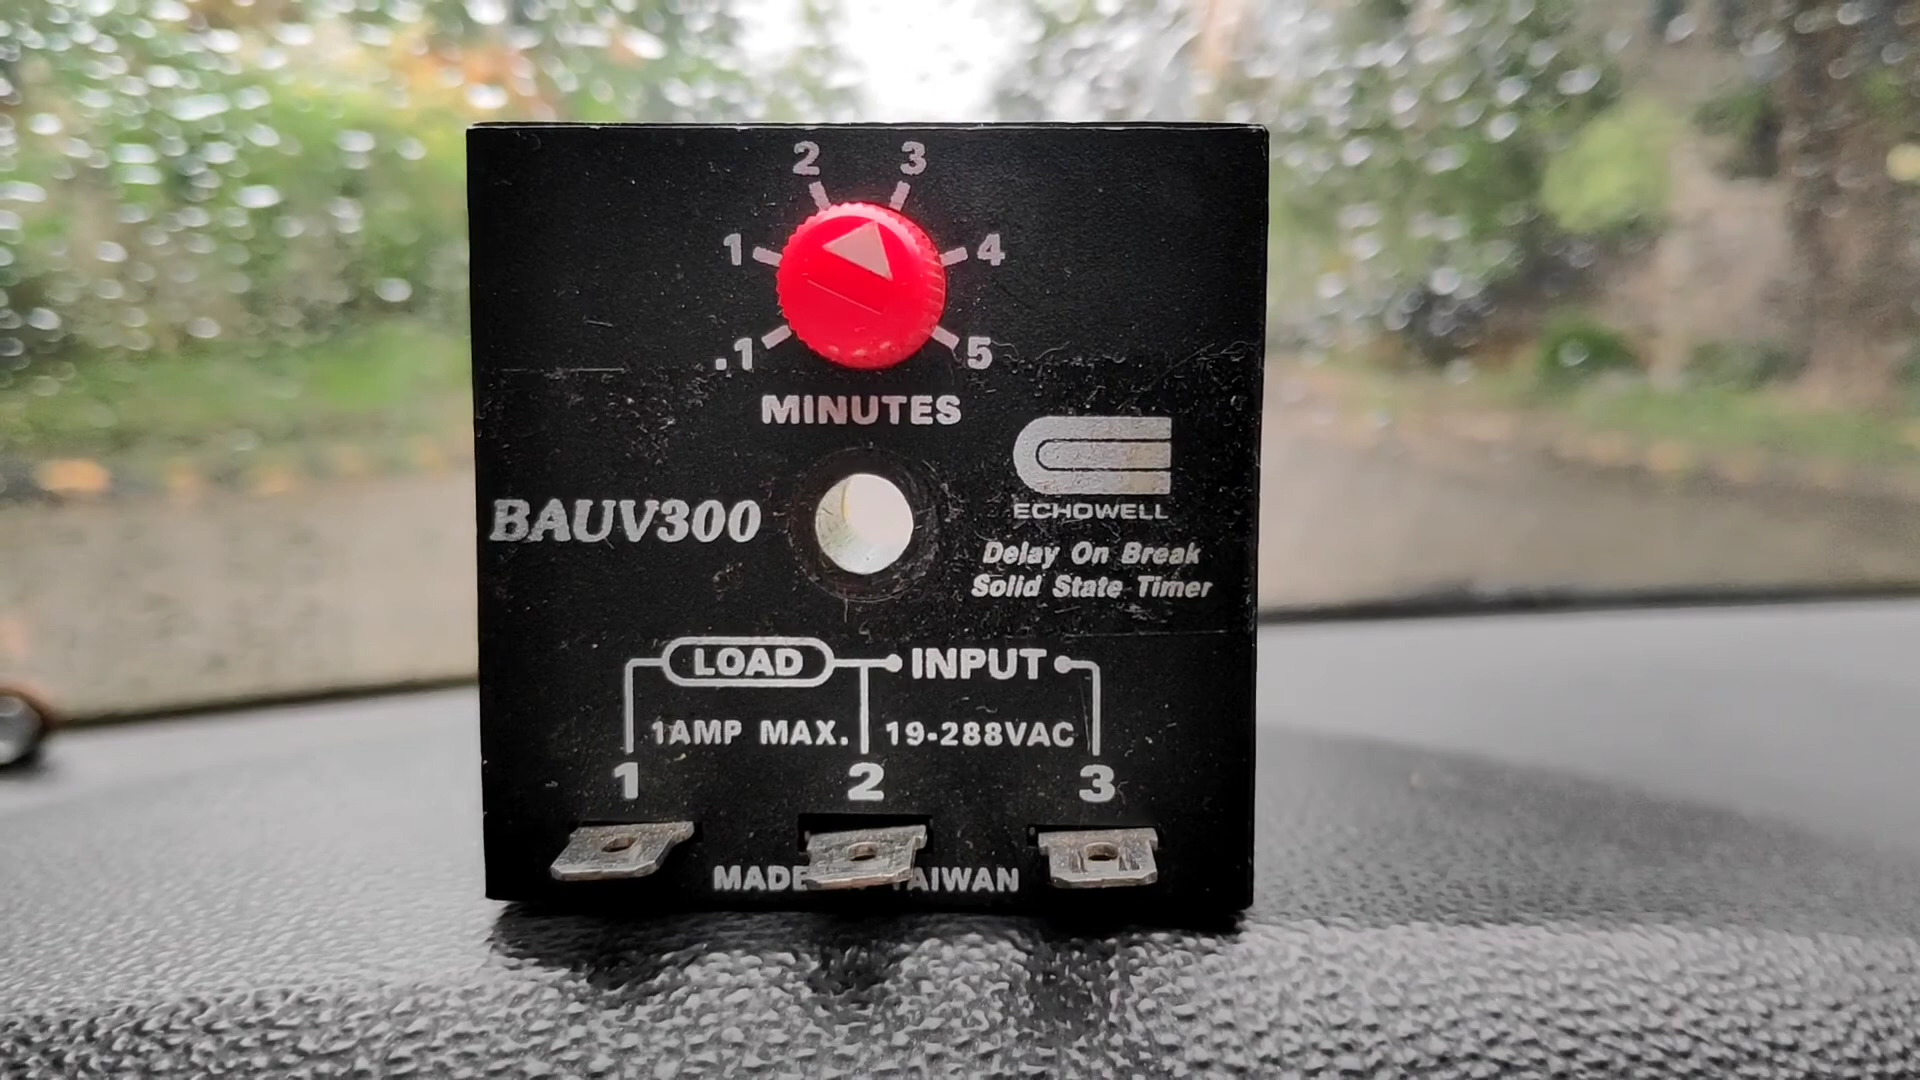 2 3
1 4
.1 5
MINUTES
BAUV300
ECHOWELL
Delay On Break
Solid State Timer
LOAD INPUT
1AMP MAX. 19-288VAC
1 2 3
MADE TAIWAN